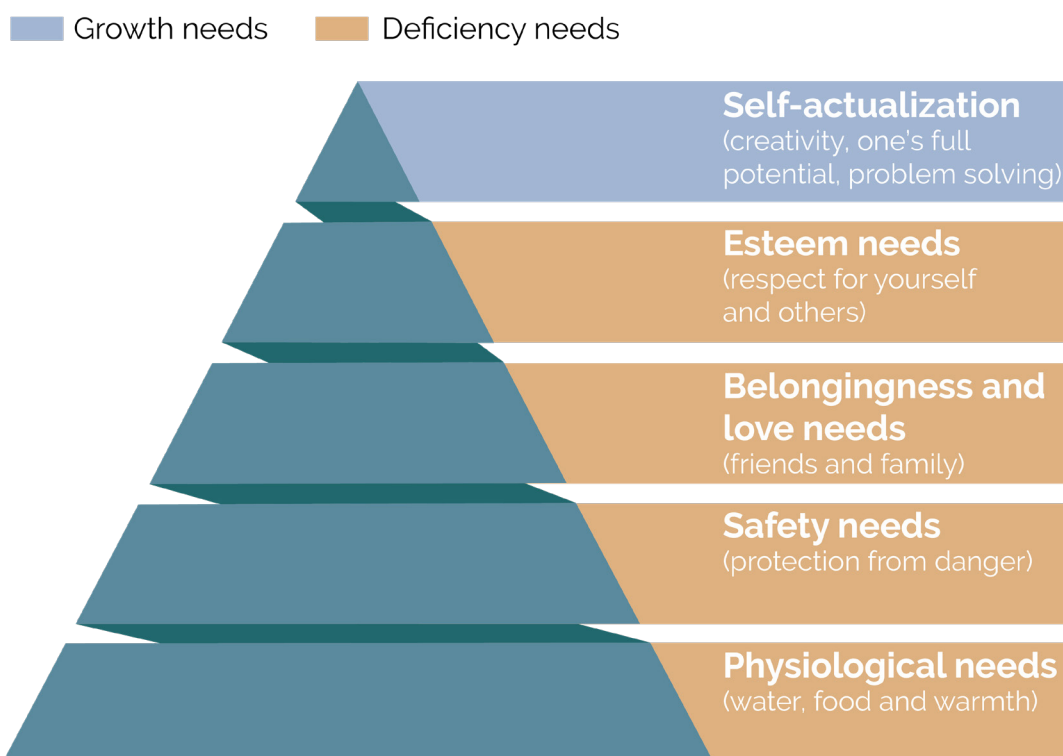 Growth needs
Deficiency needs
Self-actualization
(creativity, one's full
potential, problem solving)
Esteem needs
(respect for yourself
and others)
Belongingness and
love needs
(friends and family)
Safety needs
(protection from danger)
Physiological needs
(water, food and warmth)